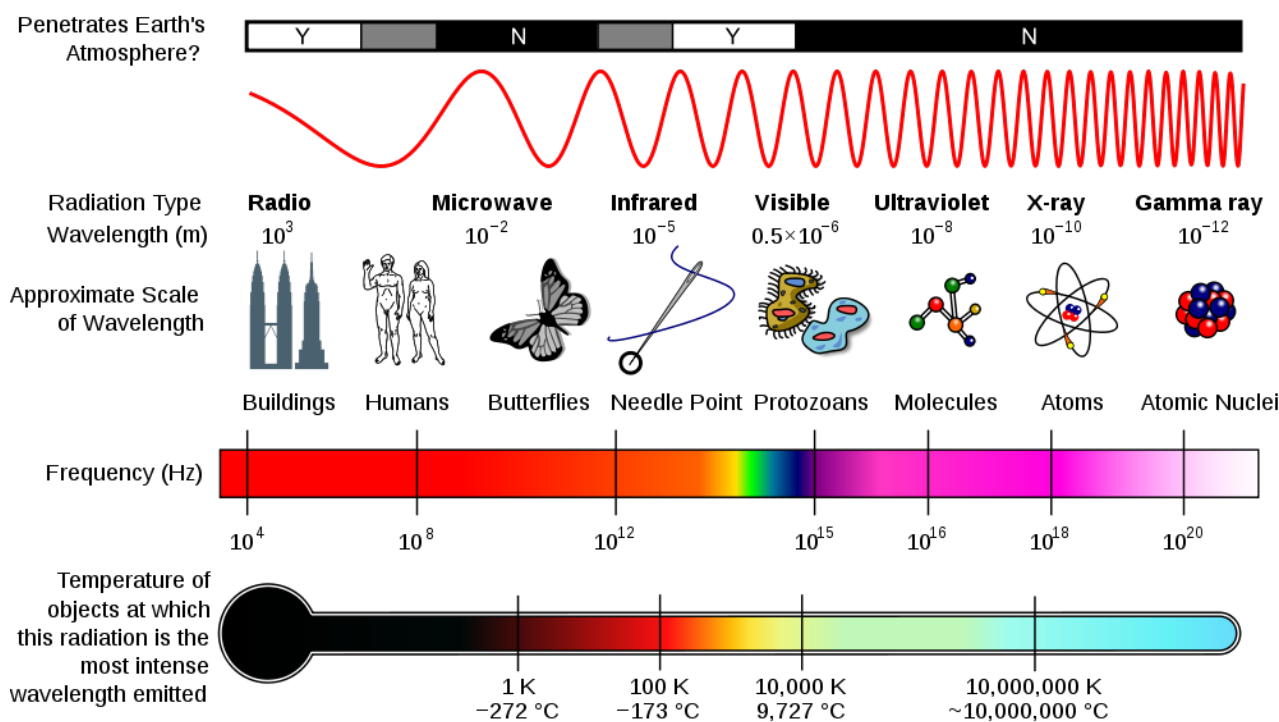 Penetrates Earth's
Atmosphere?
Y N Y N
Radiation Type
Radio Microwave Infrared Visible Ultraviolet X-ray Gamma ray
Wavelength (m)
10³ 10⁻² 10⁻⁵ 0.5×10⁻⁶ 10⁻⁸ 10⁻¹⁰ 10⁻¹²
Approximate Scale
of Wavelength
Buildings Humans Butterflies Needle Point Protozoans Molecules Atoms Atomic Nuclei
Frequency (Hz)
10⁴ 10⁸ 10¹² 10¹⁵ 10¹⁶ 10¹⁸ 10²⁰
Temperature of
objects at which
this radiation is the
most intense
wavelength emitted
1 K 100 K 10,000 K 10,000,000 K
−272 °C −173 °C 9,727 °C ~10,000,000 °C